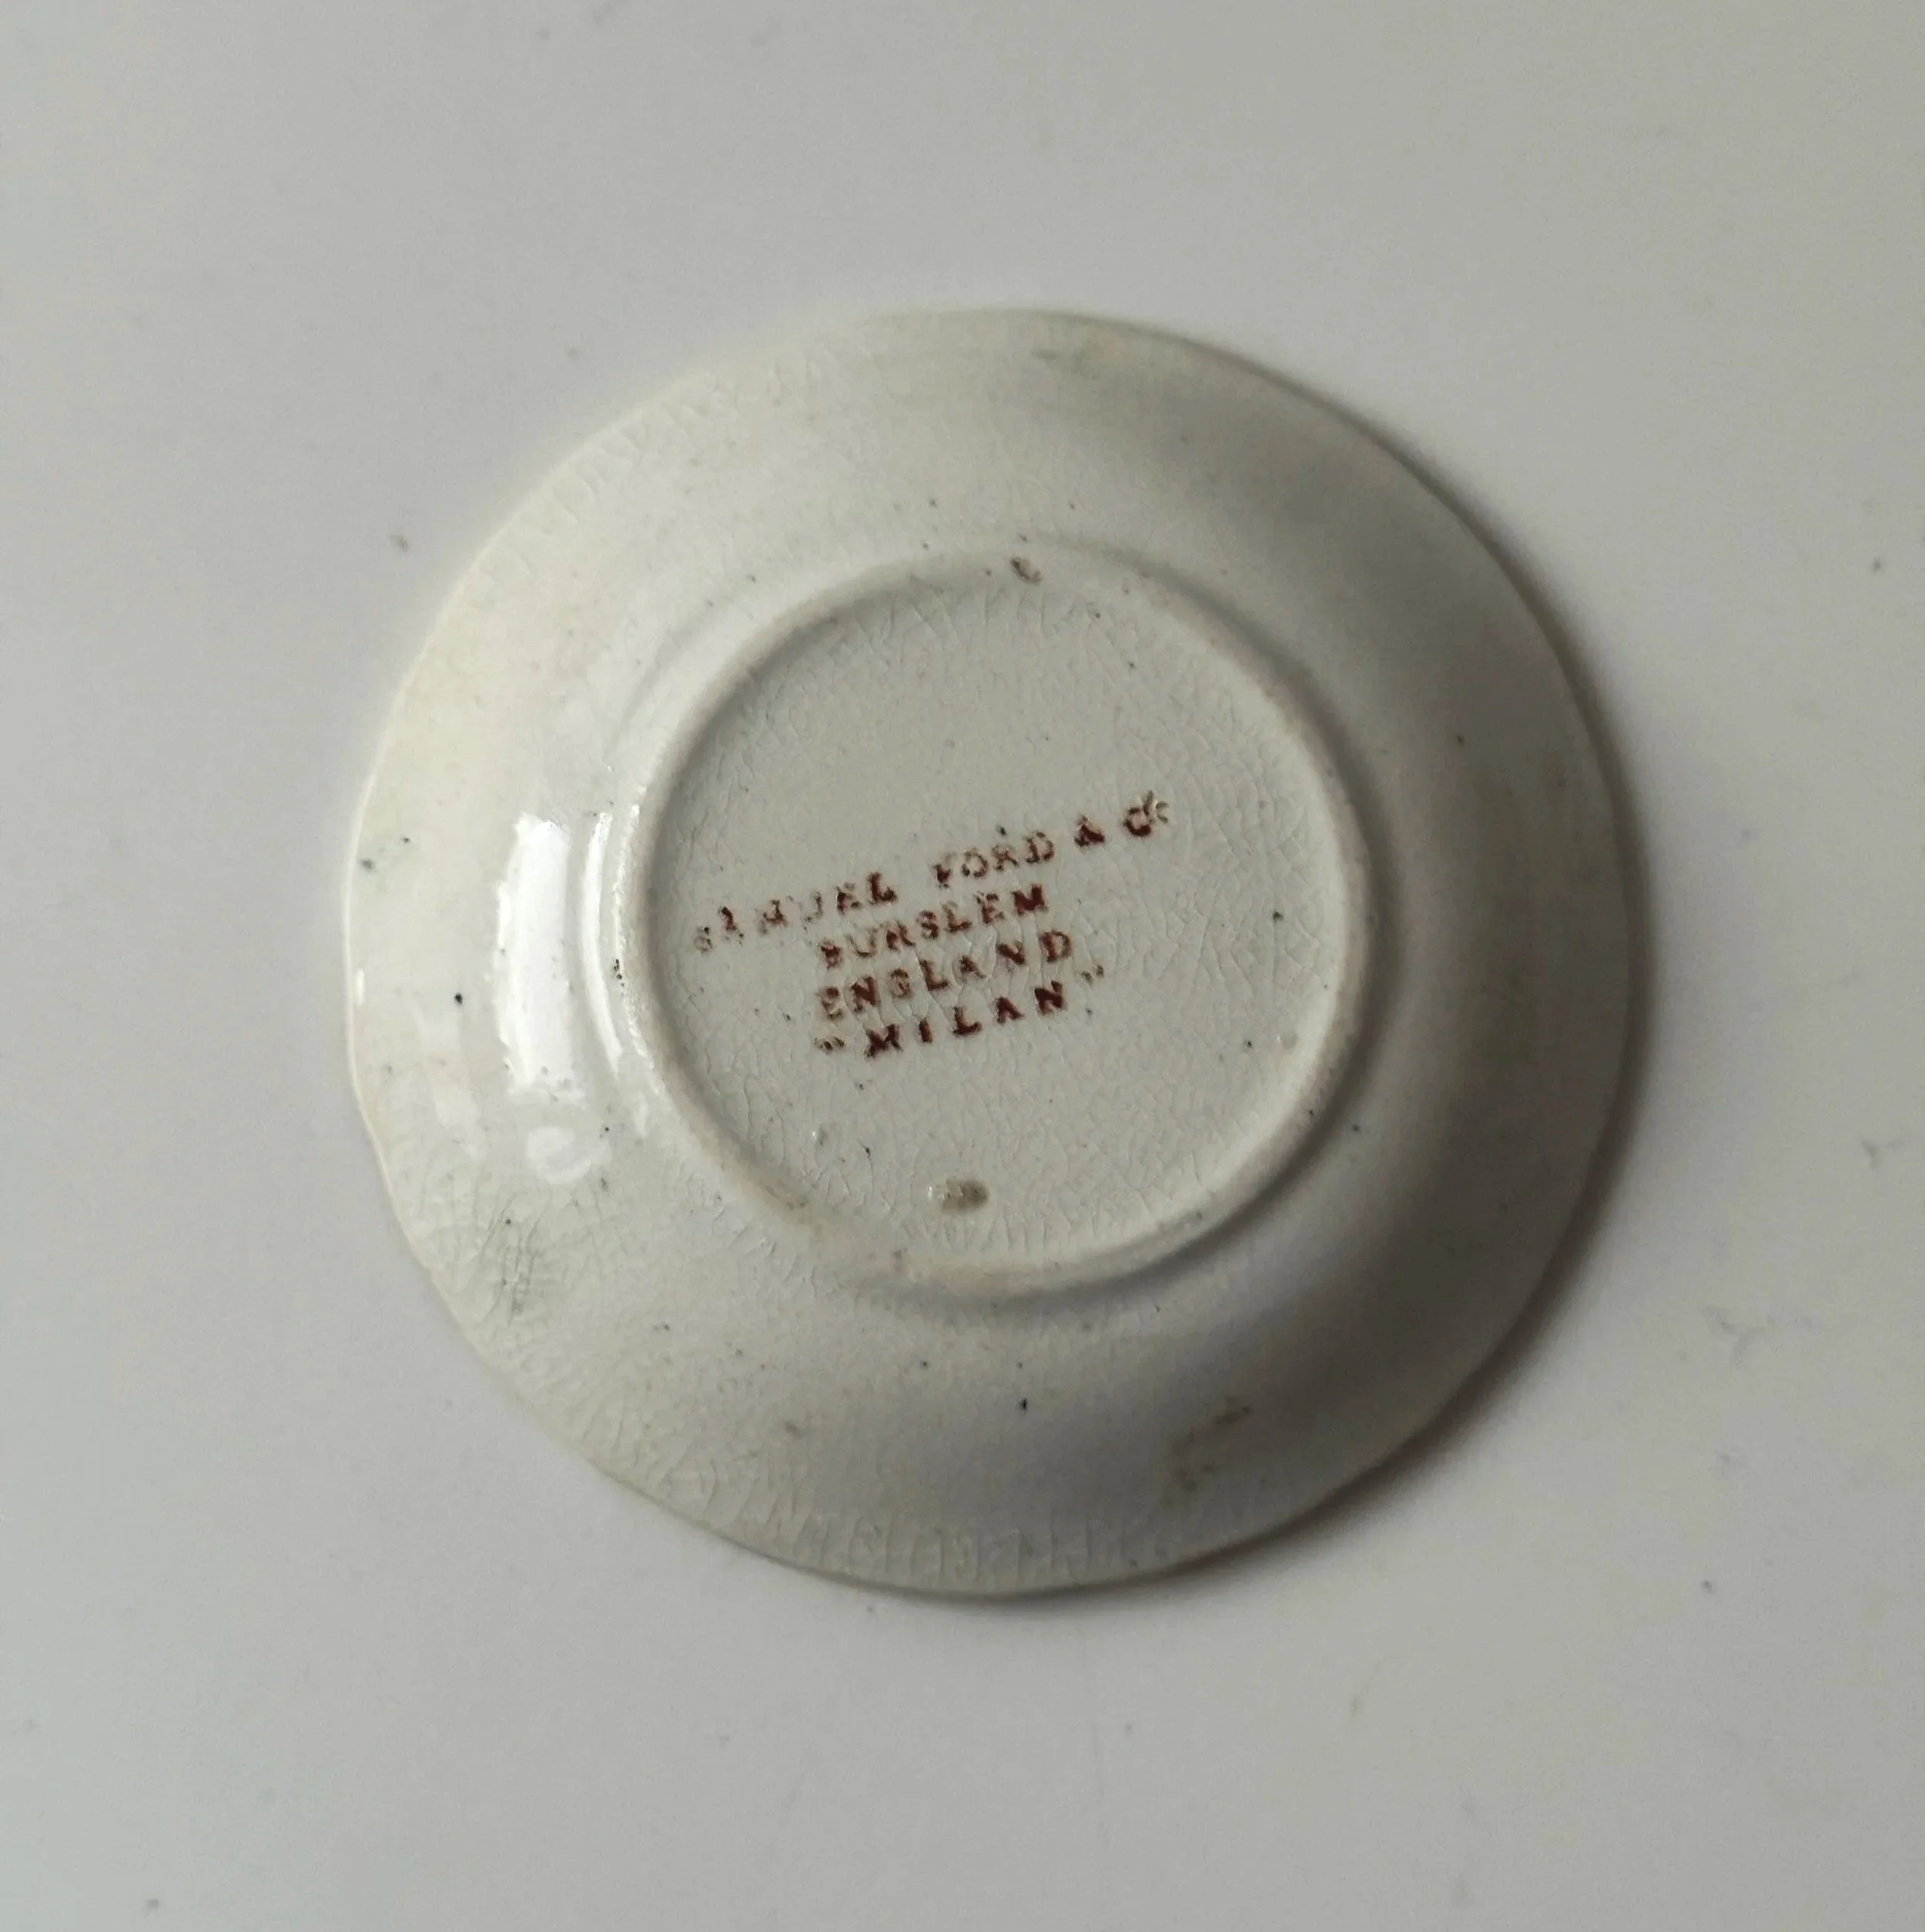 SAMUEL FORD & Co
BURSLEM
ENGLAND
"MILAN"